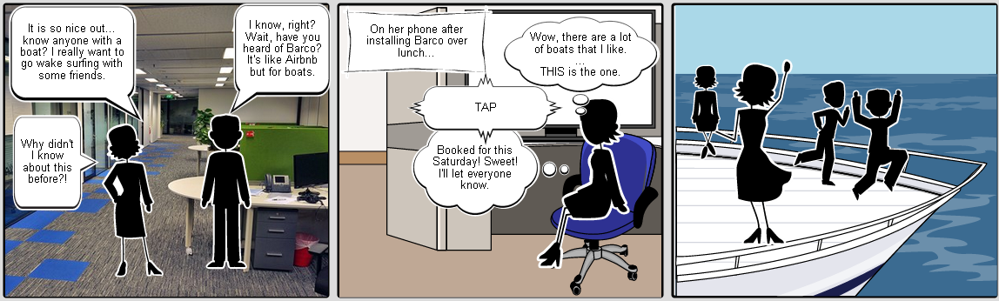 It is so nice out...
know anyone with a
boat? I really want to
go wake surfing with
some friends.
I know, right?
Wait, have you
heard of Barco?
It's like Airbnb
but for boats.
Why didn't
I know
about this
before?!
On her phone after
installing Barco over
lunch...
Wow, there are a lot
of boats that I like.
...
THIS is the one.
TAP
Booked for this
Saturday! Sweet!
I'll let everyone
know.